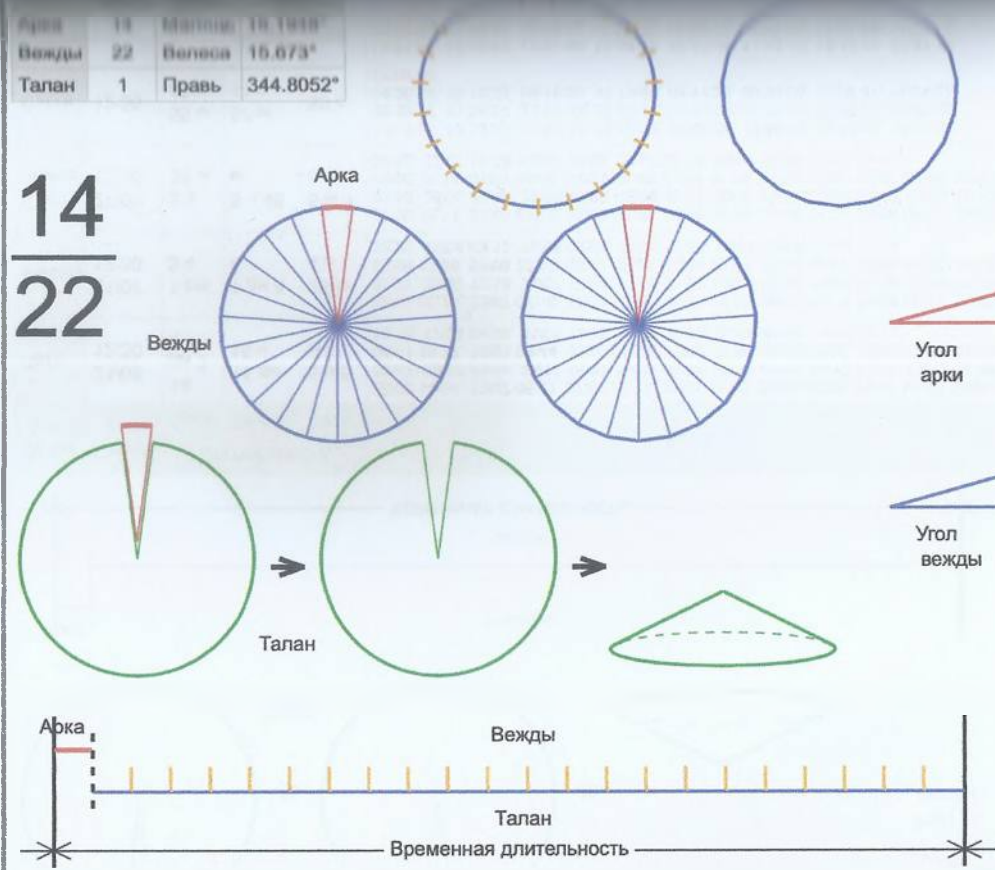 Вежды 22 Велеса 15.673°
Талан 1 Правь 344.8052°
14
22
Арка
Вежды
Угол
арки
Угол
вежды
Талан
Арка
Вежды
Талан
Временная длительность